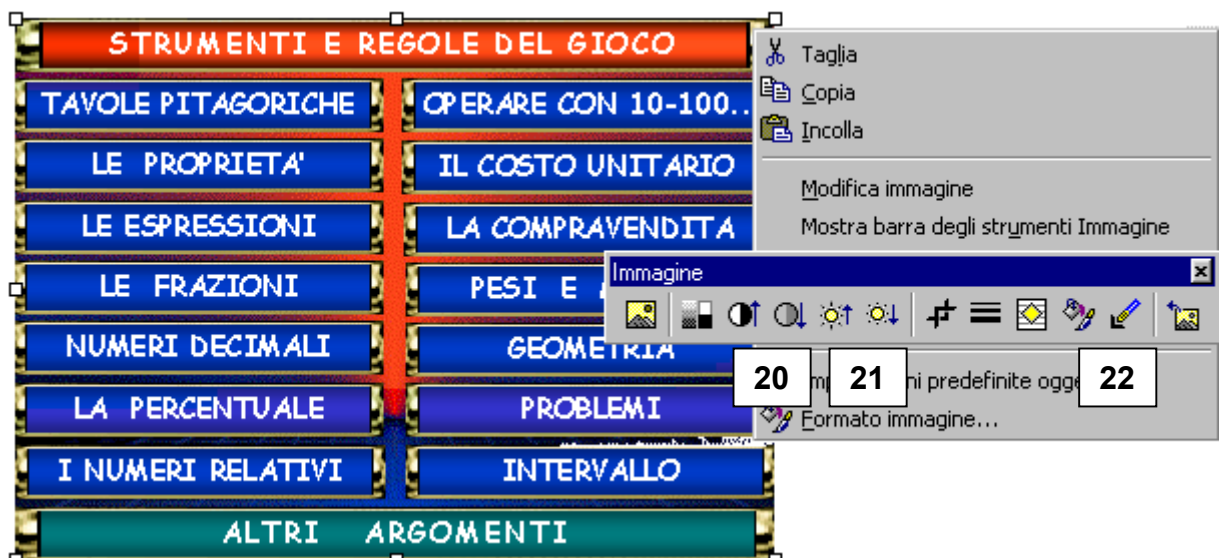 STRUMENTI E REGOLE DEL GIOCO
TAVOLE PITAGORICHE
OPERARE CON 10-100..
LE PROPRIETA'
IL COSTO UNITARIO
LE ESPRESSIONI
LA COMPRAVENDITA
LE FRAZIONI
PESI E
NUMERI DECIMALI
GEOMETRIA
LA PERCENTUALE
PROBLEMI
I NUMERI RELATIVI
INTERVALLO
ALTRI ARGOMENTI
Taglia
Copia
Incolla
Modifica immagine
Mostra barra degli strumenti Immagine
Immagine
20
21
predefinite
22
Formato immagine...